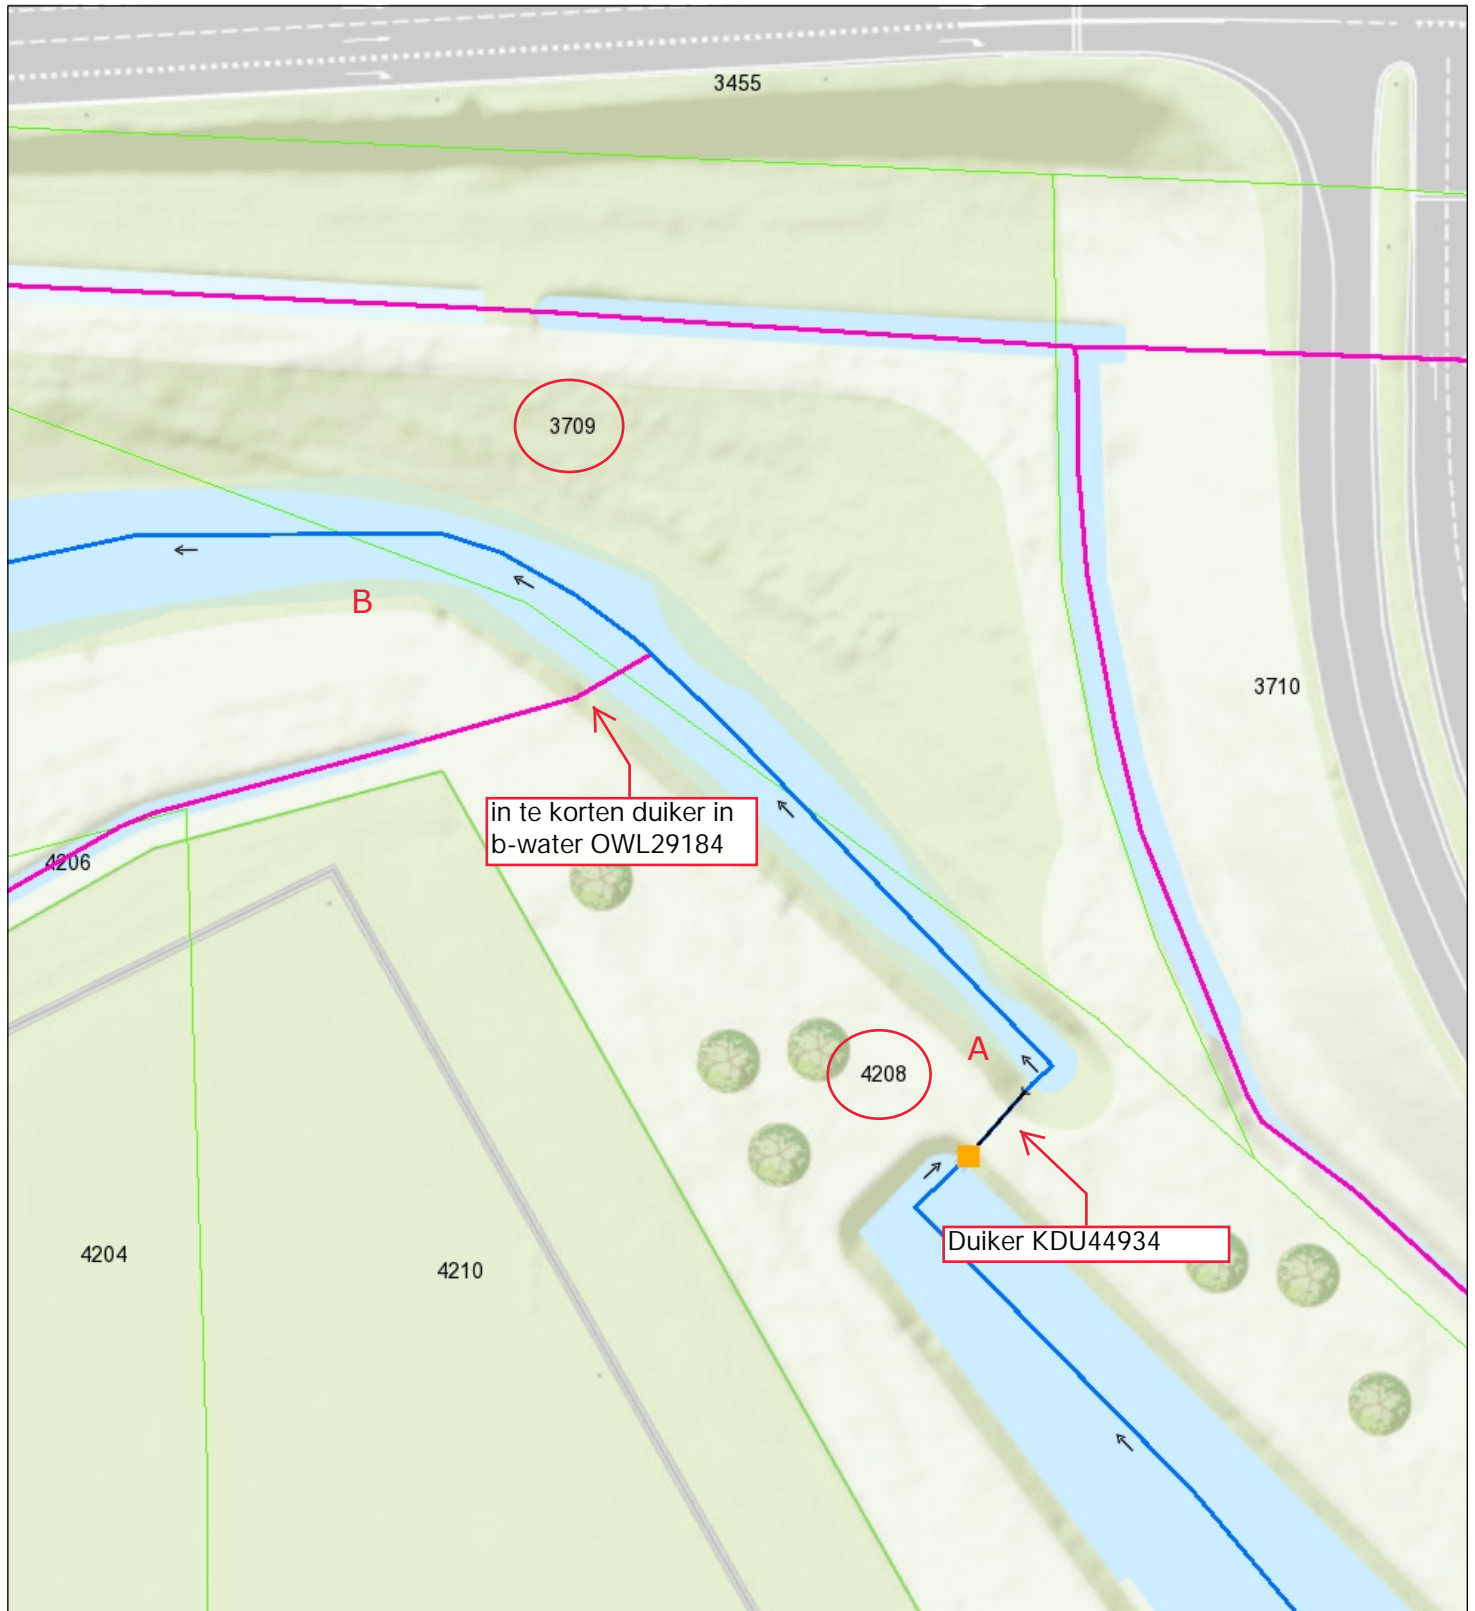 3455
3709
B
3710
in te korten duiker in
b-water OWL29184
4206
A
4208
Duiker KDU44934
4204
4210